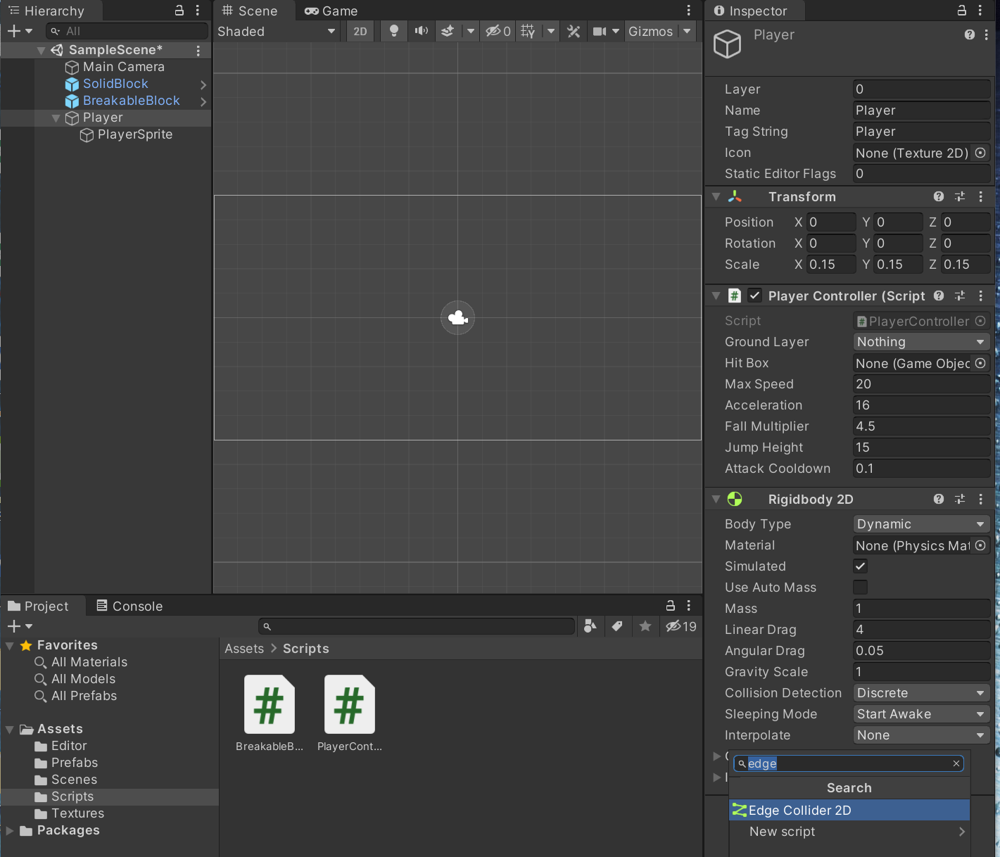 Hierarchy
All
SampleScene*
Main Camera
SolidBlock
BreakableBlock
Player
PlayerSprite
Scene
Game
Shaded
2D
0
Gizmos
Inspector
Player
Layer 0
Name Player
Tag String Player
Icon None (Texture 2D)
Static Editor Flags 0
Transform
Position X 0 Y 0 Z 0
Rotation X 0 Y 0 Z 0
Scale X 0.15 Y 0.15 Z 0.15
# Player Controller (Script
Script # PlayerController
Ground Layer Nothing
Hit Box None (Game Objec
Max Speed 20
Acceleration 16
Fall Multiplier 4.5
Jump Height 15
Attack Cooldown 0.1
Rigidbody 2D
Body Type Dynamic
Material None (Physics Mat
Simulated
Use Auto Mass
Mass 1
Linear Drag 4
Angular Drag 0.05
Gravity Scale 1
Collision Detection Discrete
Sleeping Mode Start Awake
Interpolate None
edge
Search
Edge Collider 2D
New script
Project
Console
19
Favorites
All Materials
All Models
All Prefabs
Assets
Editor
Prefabs
Scenes
Scripts
Textures
Packages
Assets > Scripts
# #
BreakableB... PlayerCont...